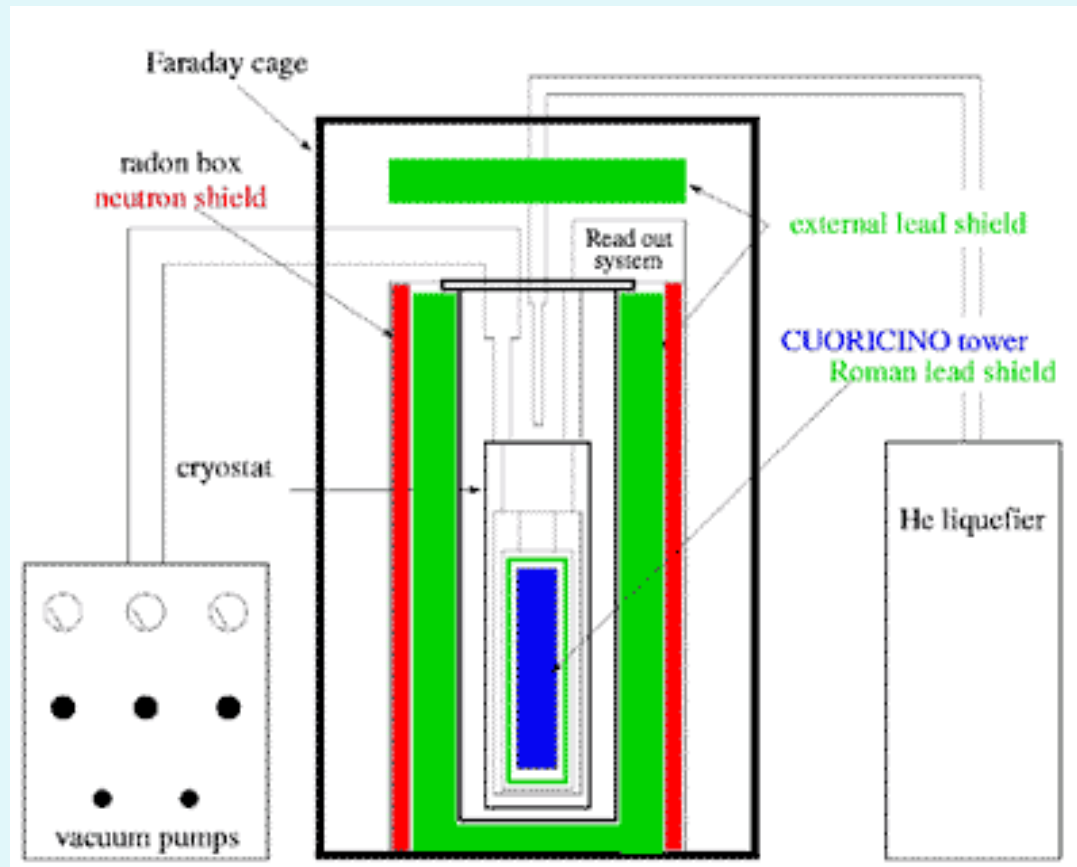 Faraday cage
radon box
neutron shield
Read out
system
external lead shield
CUORICINO tower
Roman lead shield
cryostat
He liquefier
vacuum pumps